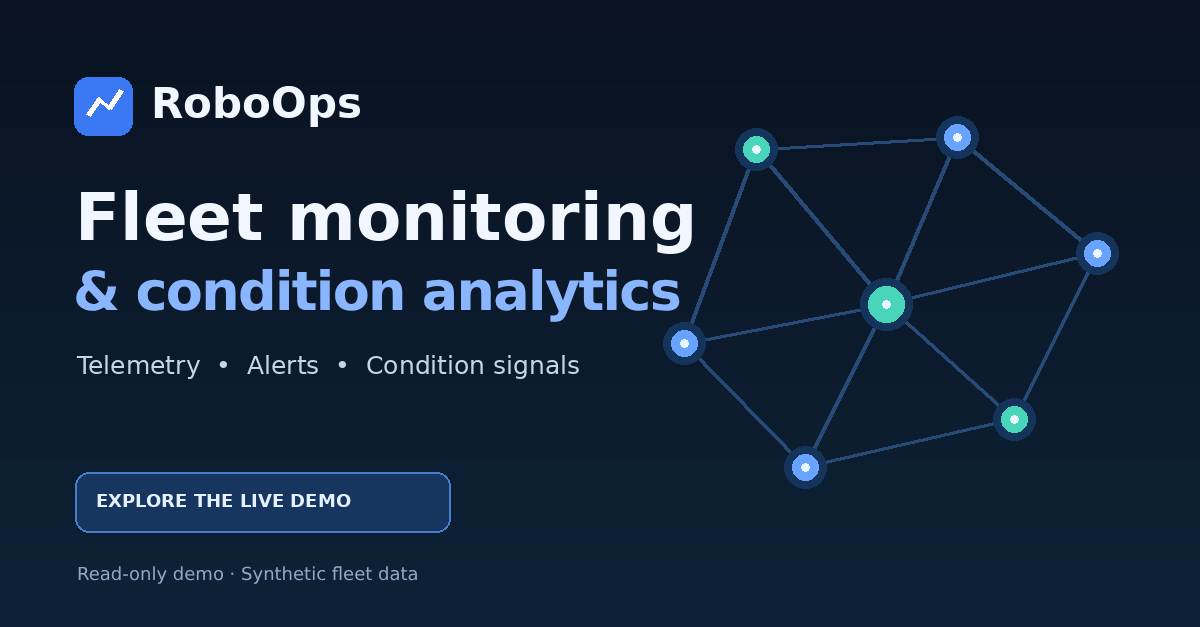 RoboOps
Fleet monitoring
& condition analytics
Telemetry • Alerts • Condition signals
EXPLORE THE LIVE DEMO
Read-only demo · Synthetic fleet data